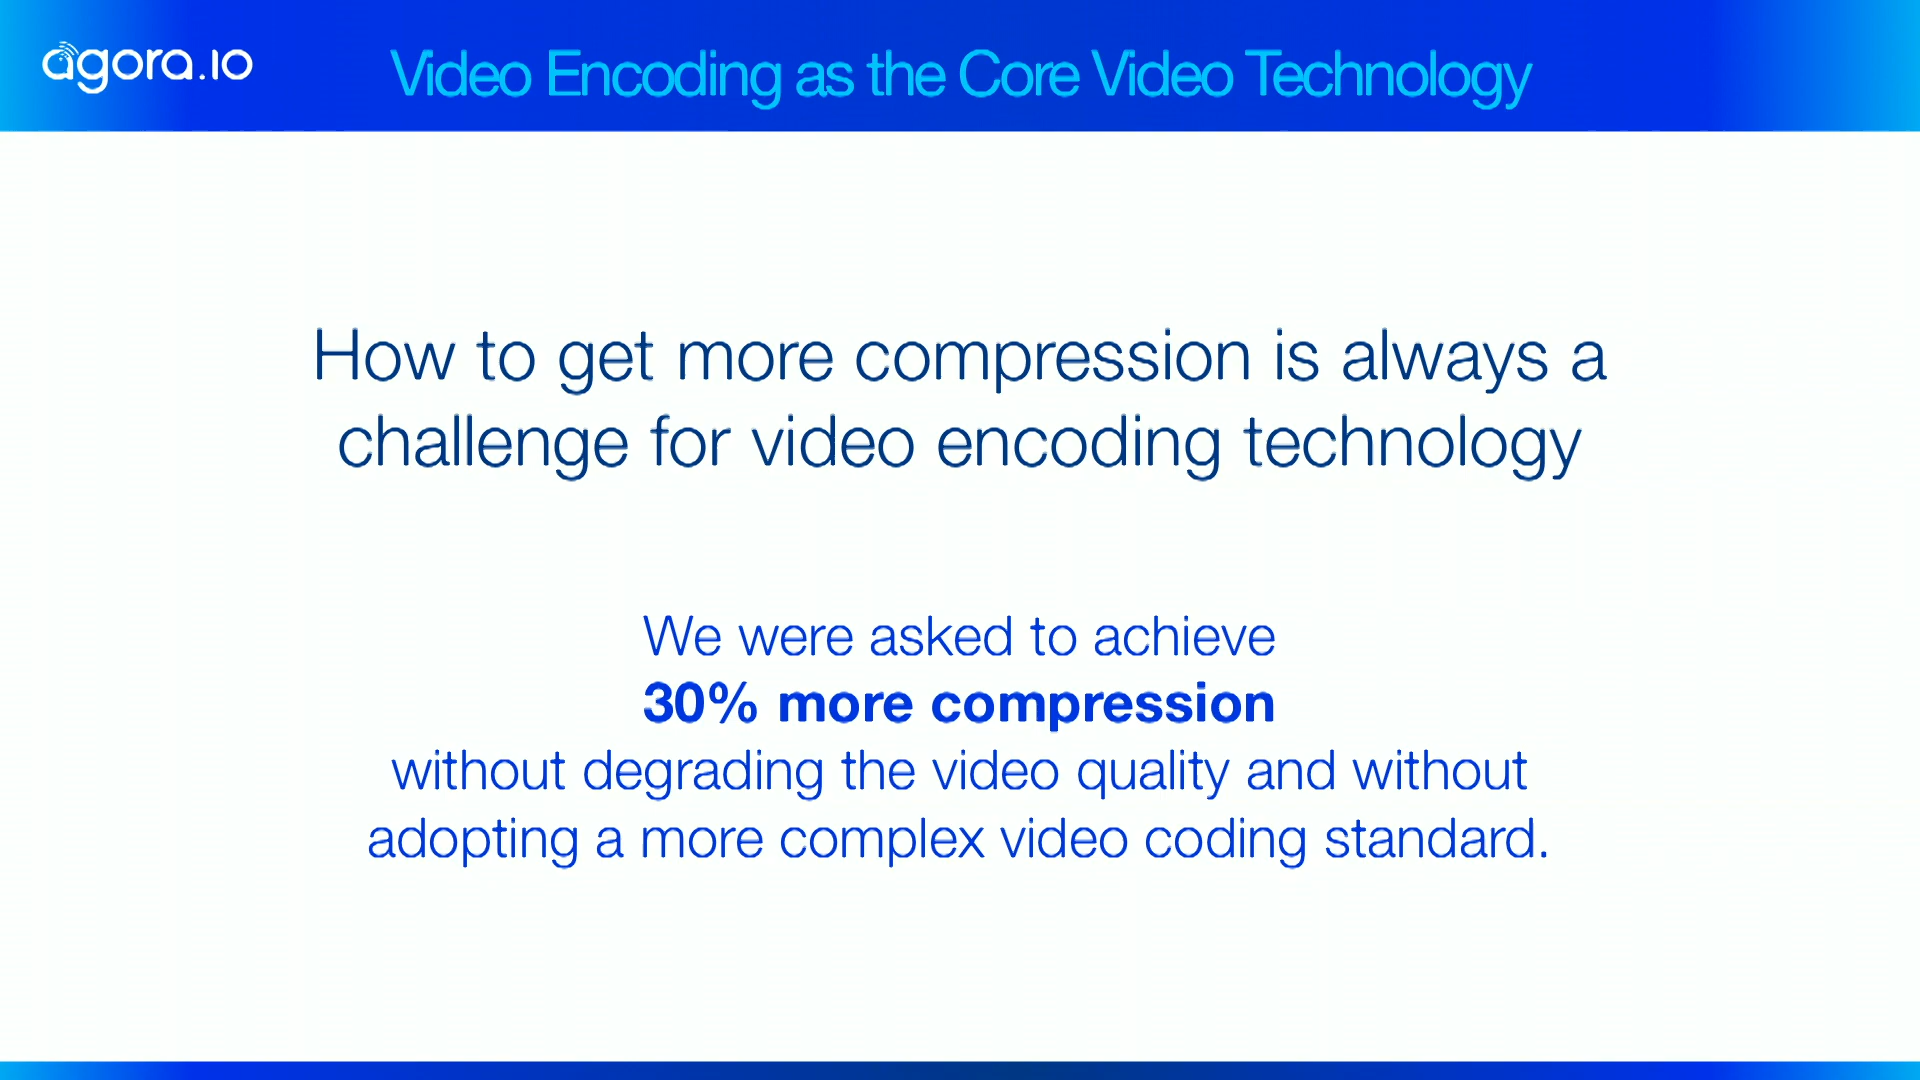 agora.io
Video Encoding as the Core Video Technology
How to get more compression is always a
challenge for video encoding technology
We were asked to achieve
30% more compression
without degrading the video quality and without
adopting a more complex video coding standard.